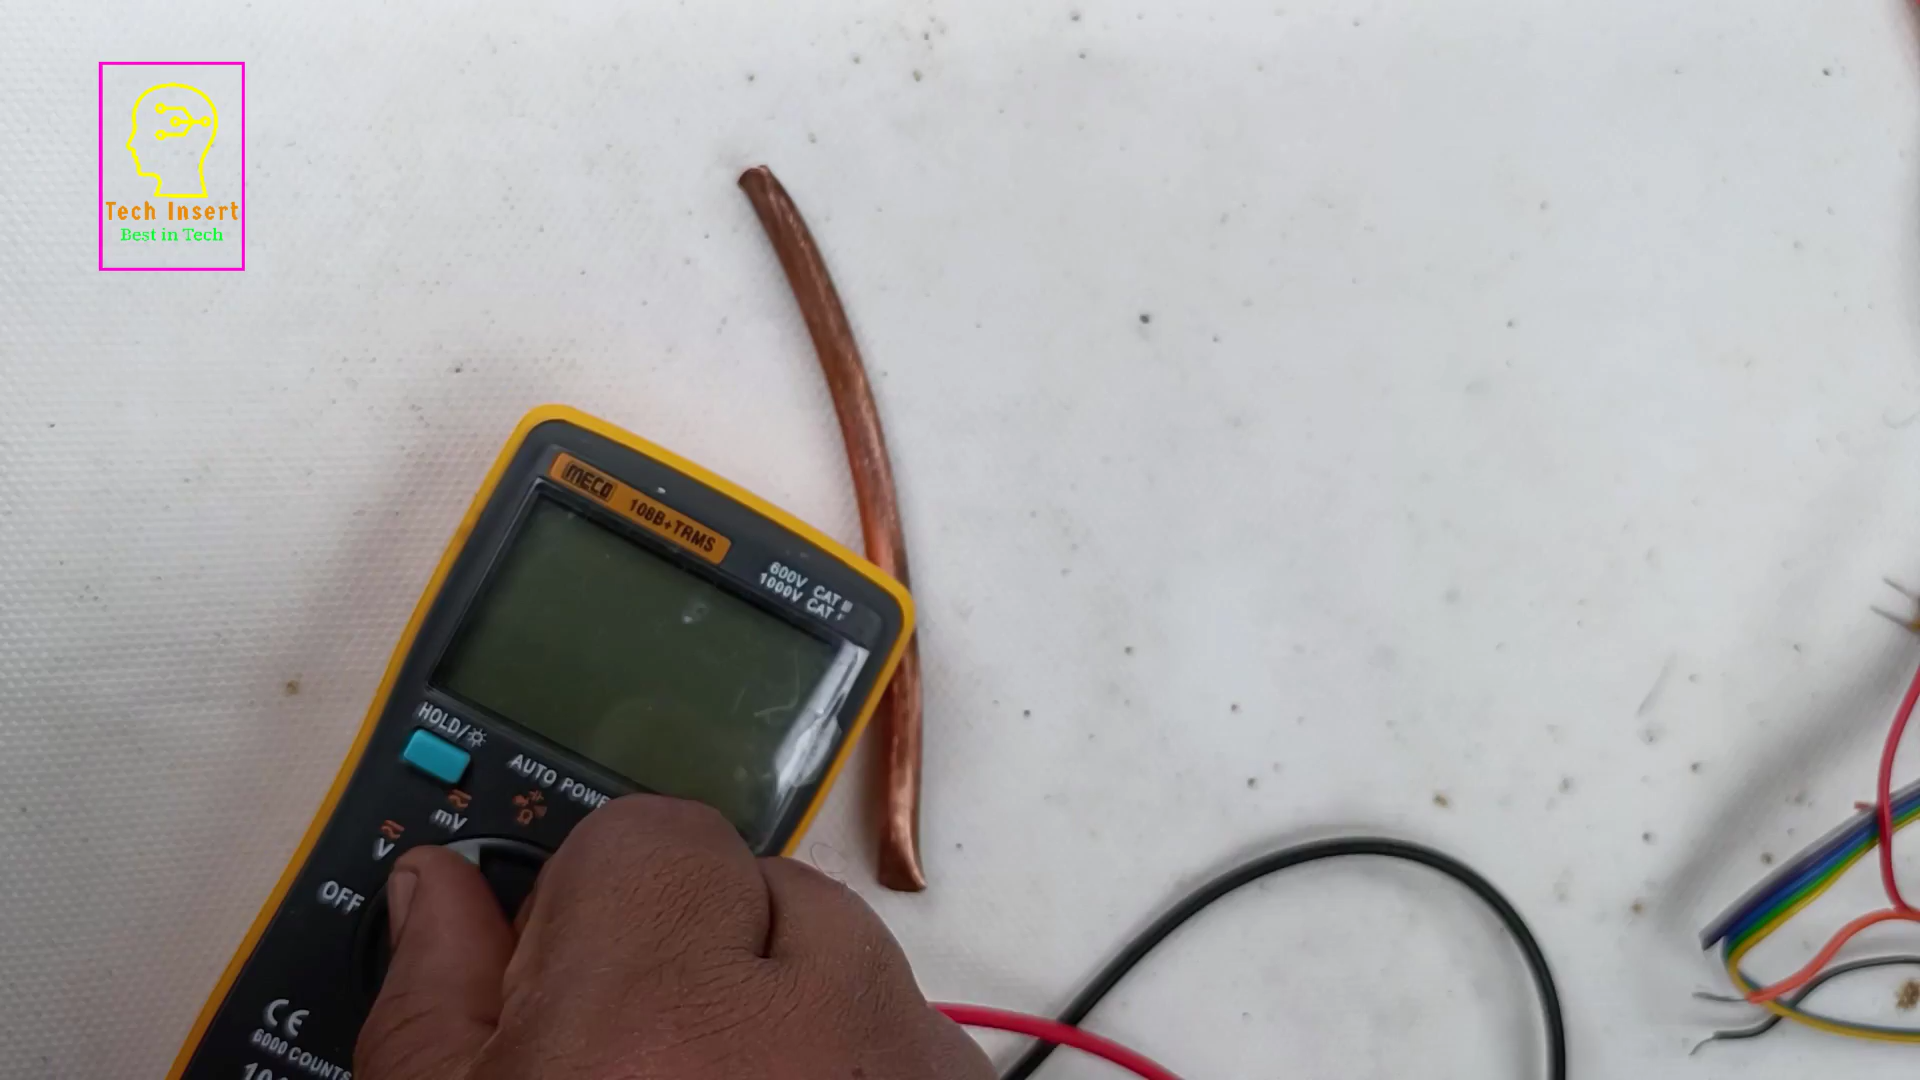 Tech Insert
Best in Tech
MECO
108B+TRMS
600V CAT III
1000V CAT
HOLD/
AUTO POWE
mV
V
OFF
CE
6000 COUNTS